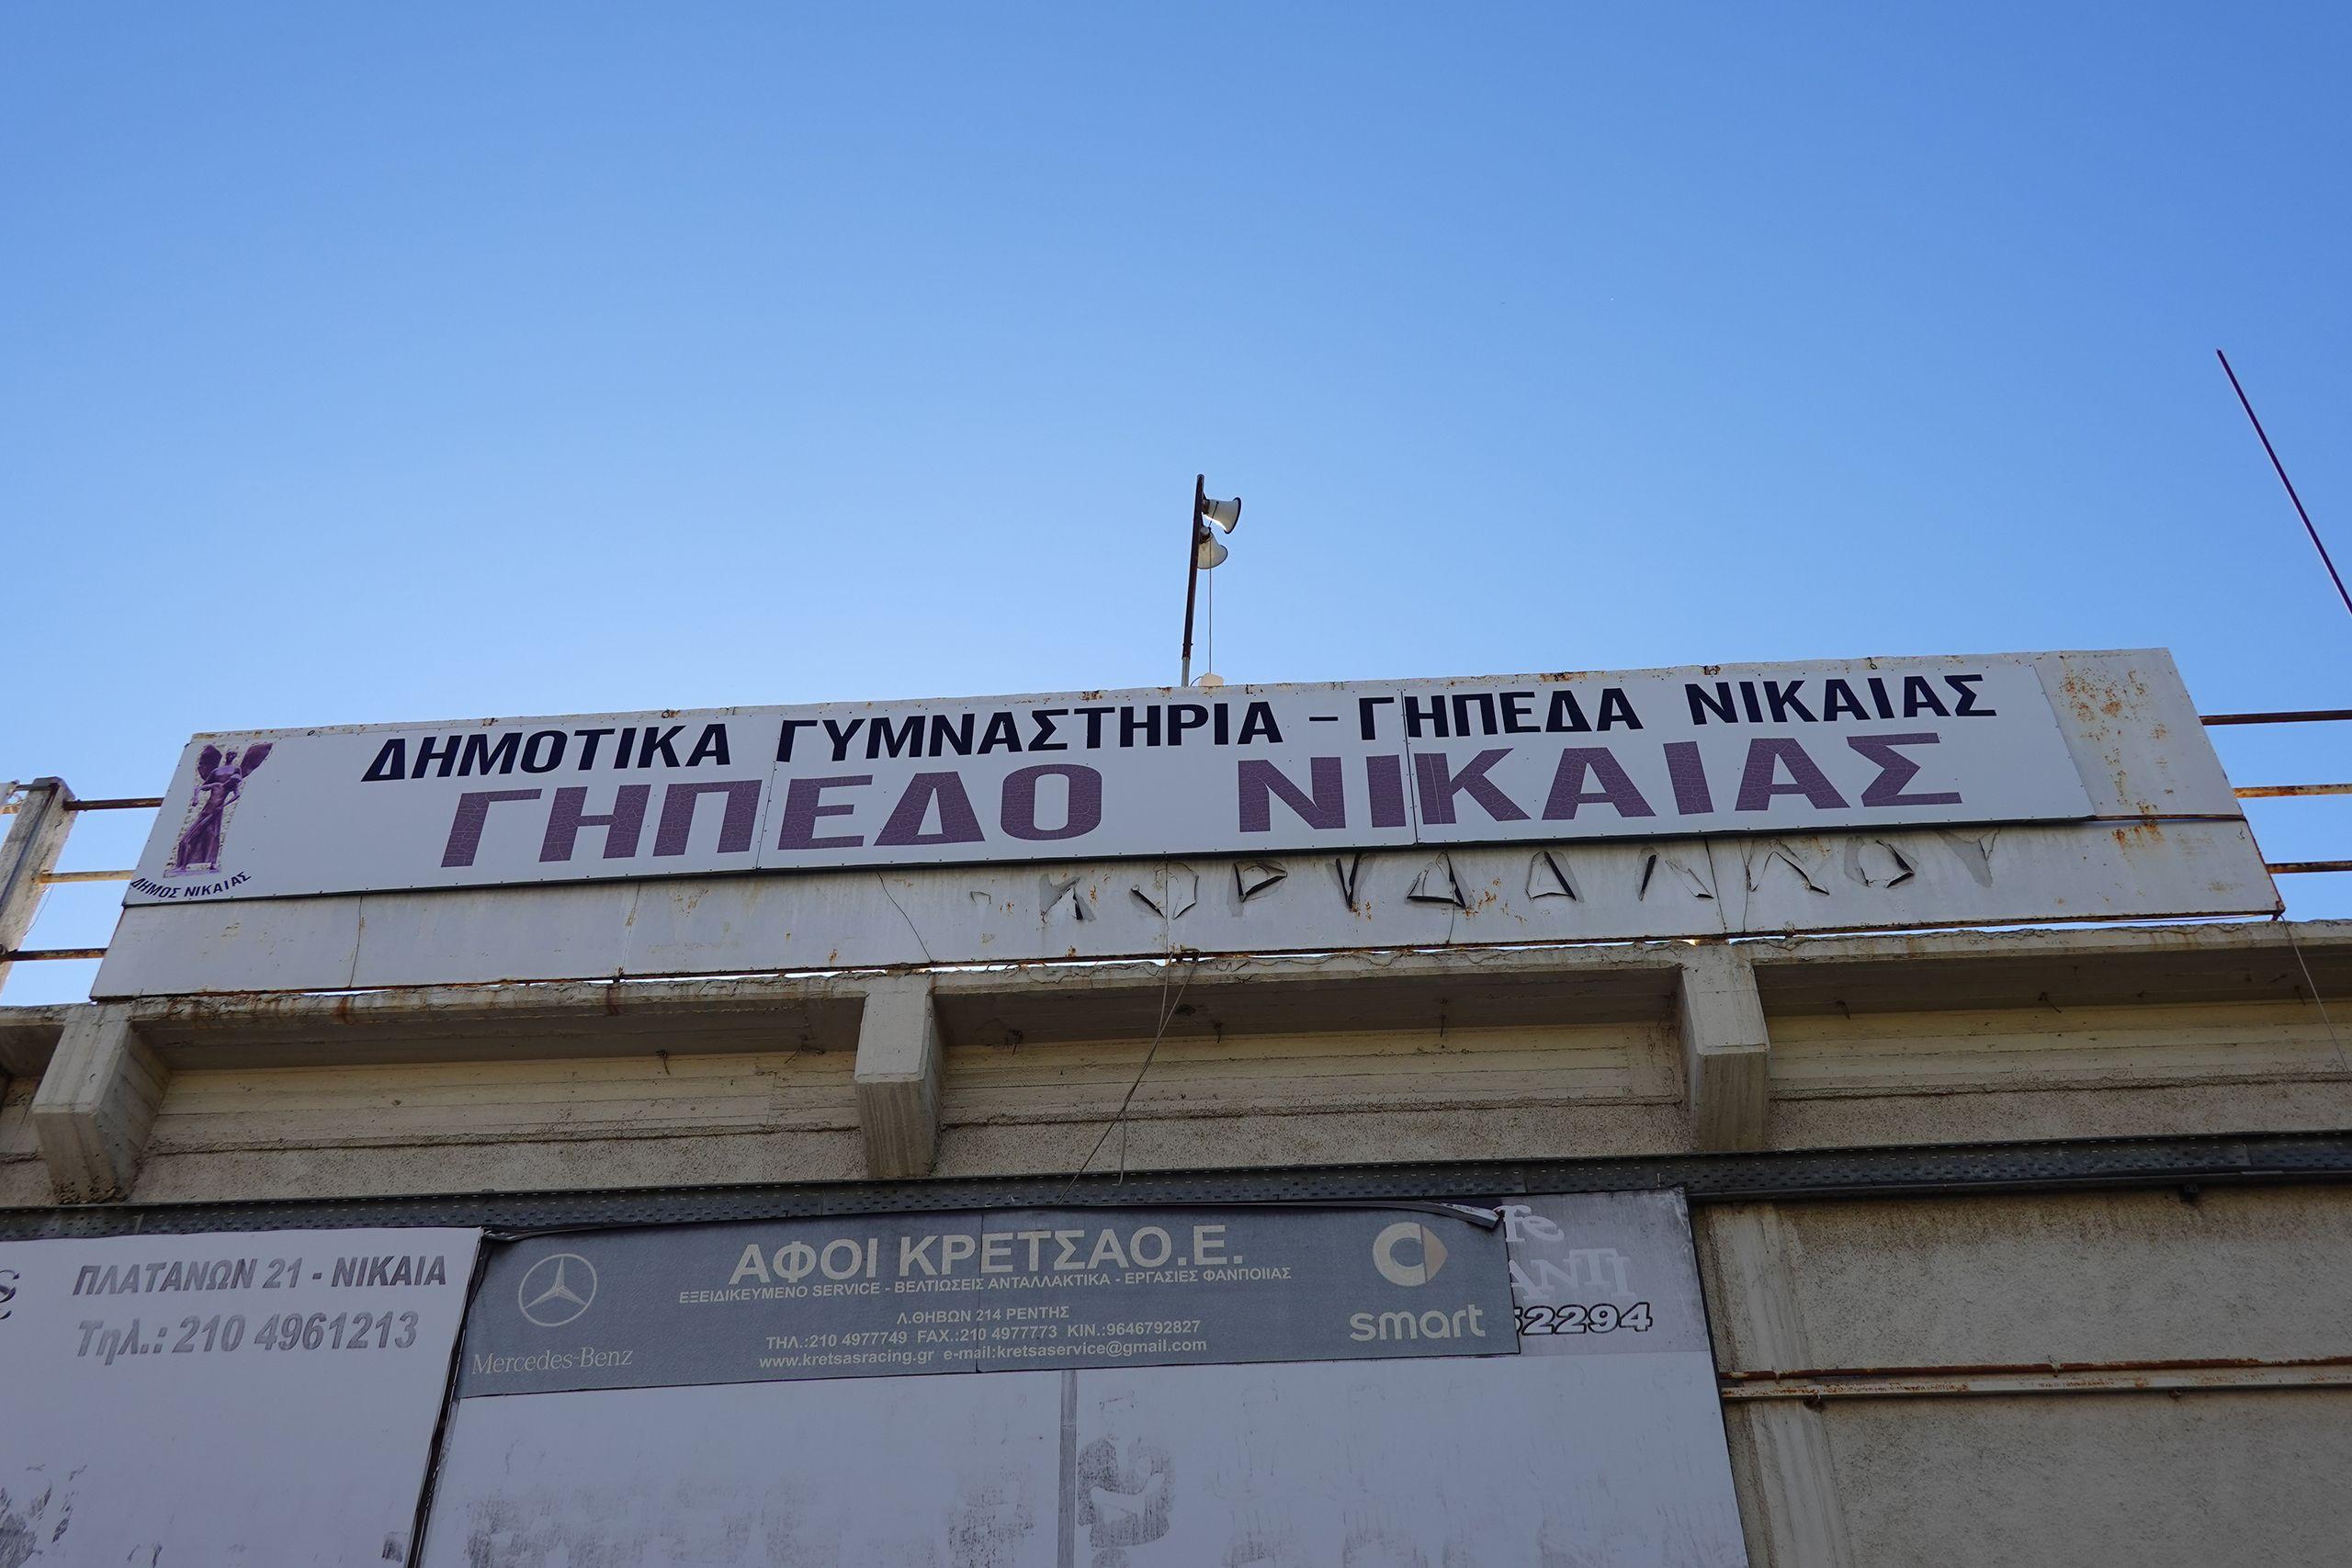 ΔΗΜΟΤΙΚΑ ΓΥΜΝΑΣΤΗΡΙΑ – ΓΗΠΕΔΑ ΝΙΚΑΙΑΣ
ΓΗΠΕΔΟ ΝΙΚΑΙΑΣ
ΔΗΜΟΣ ΝΙΚΑΙΑΣ
ΚΟΡΥΔΑΛΛΟΥ
ΠΛΑΤΑΝΩΝ 21 - ΝΙΚΑΙΑ
Τηλ.: 210 4961213
ΑΦΟΙ ΚΡΕΤΣΑΟ.Ε.
ΕΞΕΙΔΙΚΕΥΜΕΝΟ SERVICE - ΒΕΛΤΙΩΣΕΙΣ ΑΝΤΑΛΛΑΚΤΙΚΑ - ΕΡΓΑΣΙΕΣ ΦΑΝΠΟΙΙΑΣ
Λ.ΘΗΒΩΝ 214 ΡΕΝΤΗΣ
ΤΗΛ.:210 4977749 FAX.:210 4977773 ΚΙΝ.:9646792827
www.kretsasracing.gr e-mail:kretsaservice@gmail.com
Mercedes-Benz
smart
52294